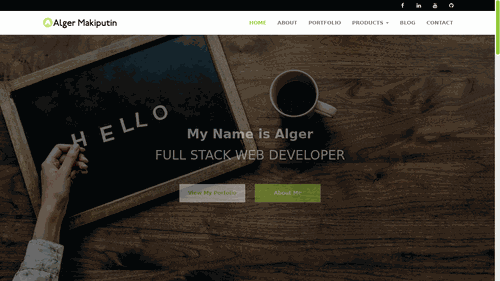 Alger Makiputin
HOME ABOUT PORTFOLIO PRODUCTS BLOG CONTACT
HELLO
My Name is Alger
FULL STACK WEB DEVELOPER
View My Portfolio About Me